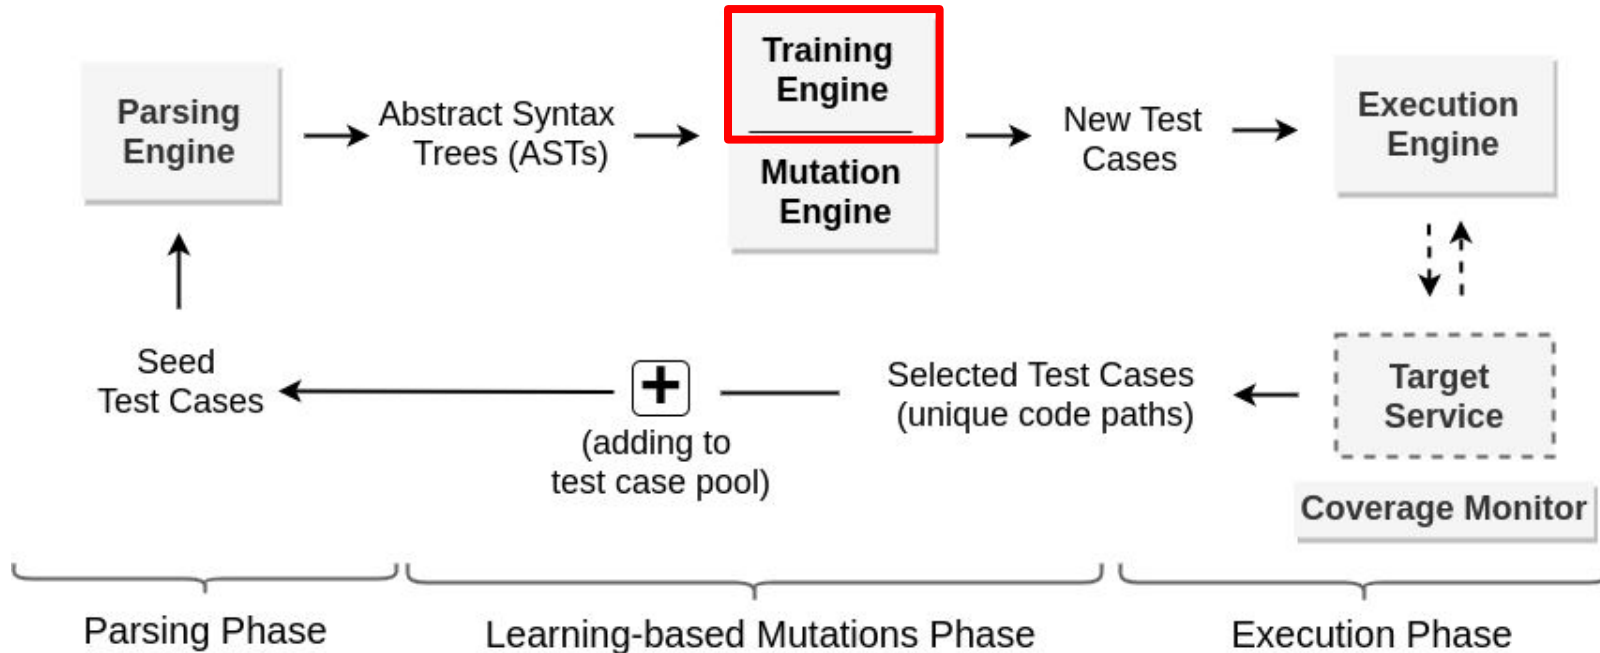 Training
Engine
Parsing
Engine
Abstract Syntax
Trees (ASTs)
Mutation
Engine
New Test
Cases
Execution
Engine
Seed
Test Cases
+
(adding to
test case pool)
Selected Test Cases
(unique code paths)
Target
Service
Coverage Monitor
Parsing Phase
Learning-based Mutations Phase
Execution Phase